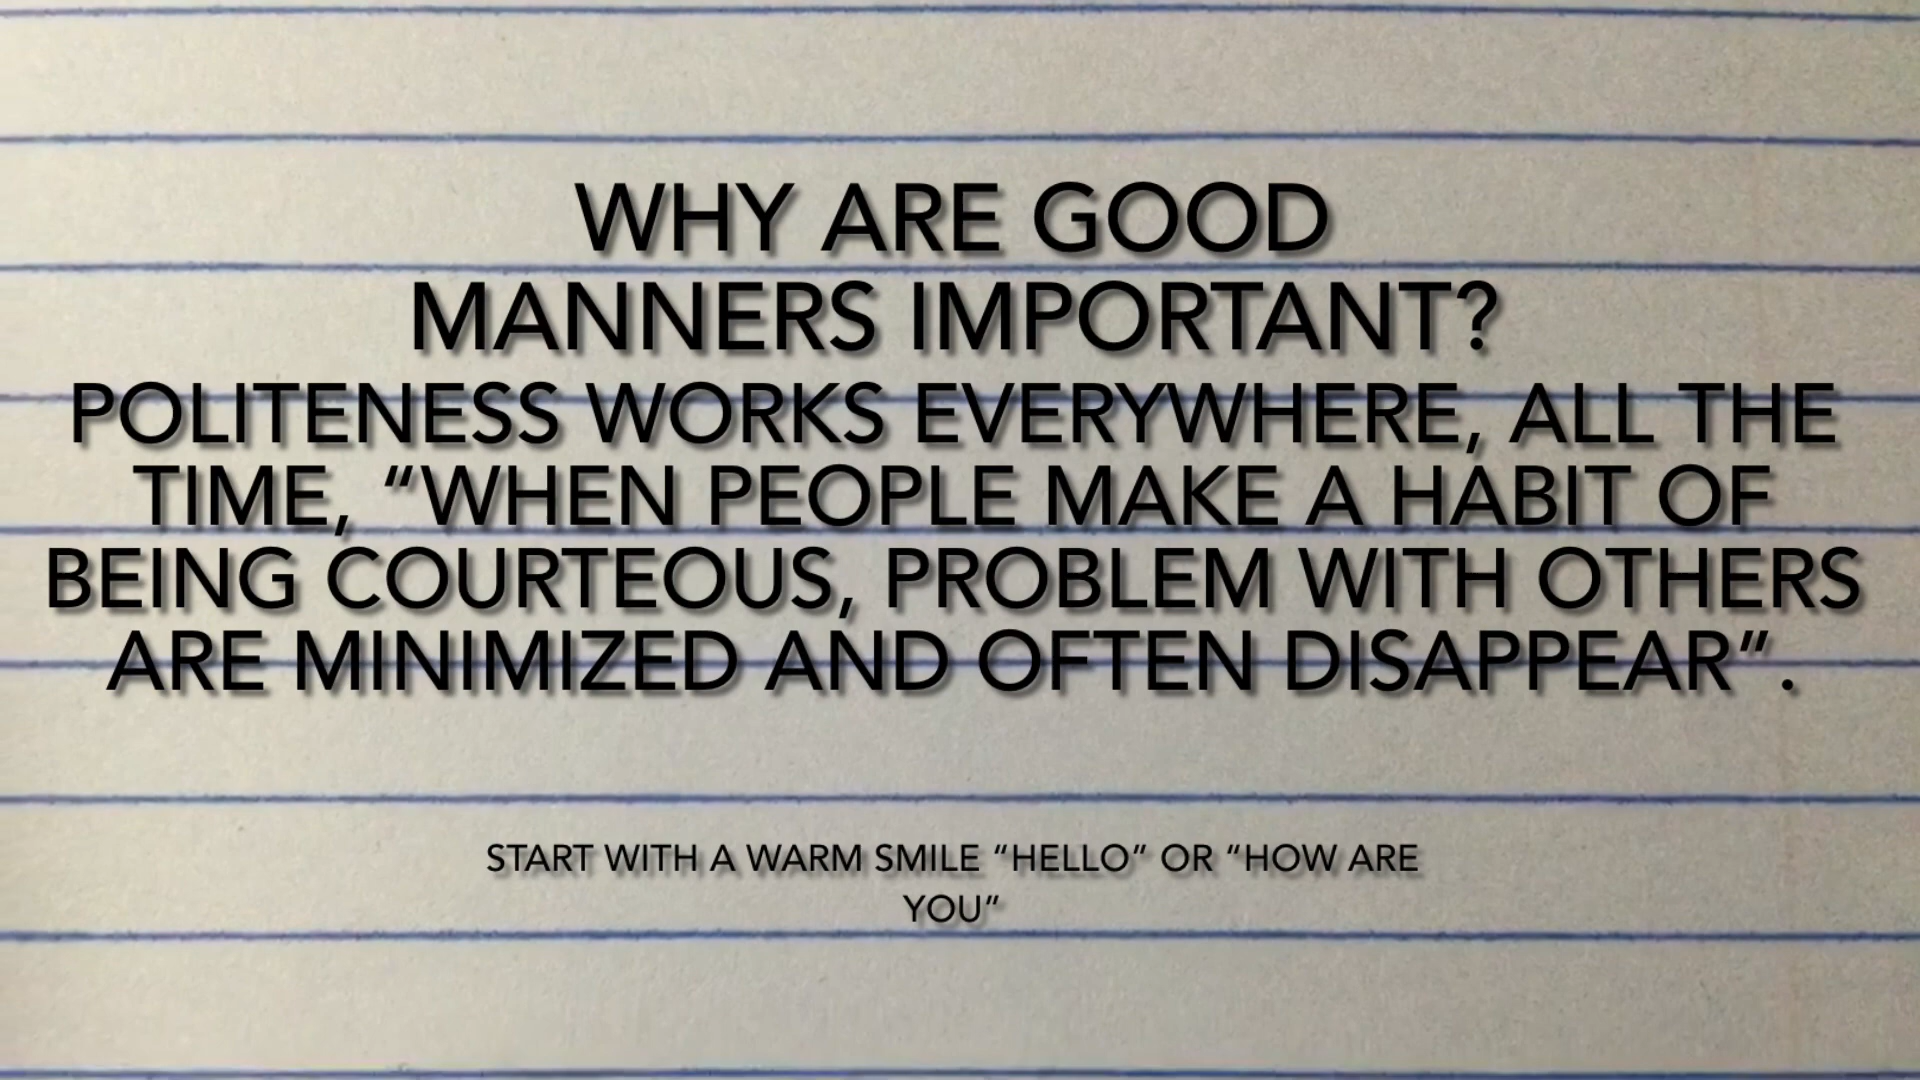 WHY ARE GOOD
MANNERS IMPORTANT?
POLITENESS WORKS EVERYWHERE, ALL THE
TIME, “WHEN PEOPLE MAKE A HABIT OF
BEING COURTEOUS, PROBLEM WITH OTHERS
ARE MINIMIZED AND OFTEN DISAPPEAR”.
START WITH A WARM SMILE “HELLO” OR “HOW ARE
YOU”